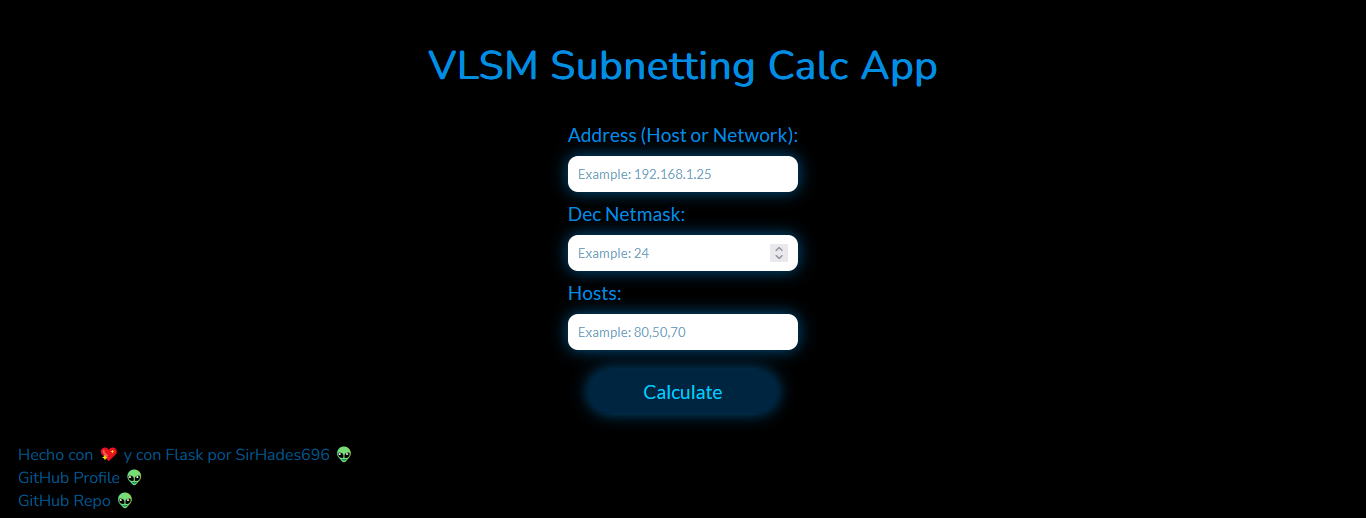 VLSM Subnetting Calc App
Address (Host or Network):
Example: 192.168.1.25
Dec Netmask:
Example: 24
Hosts:
Example: 80,50,70
Calculate
Hecho con 💖 y con Flask por SirHades696 👽
GitHub Profile 👽
GitHub Repo 👽